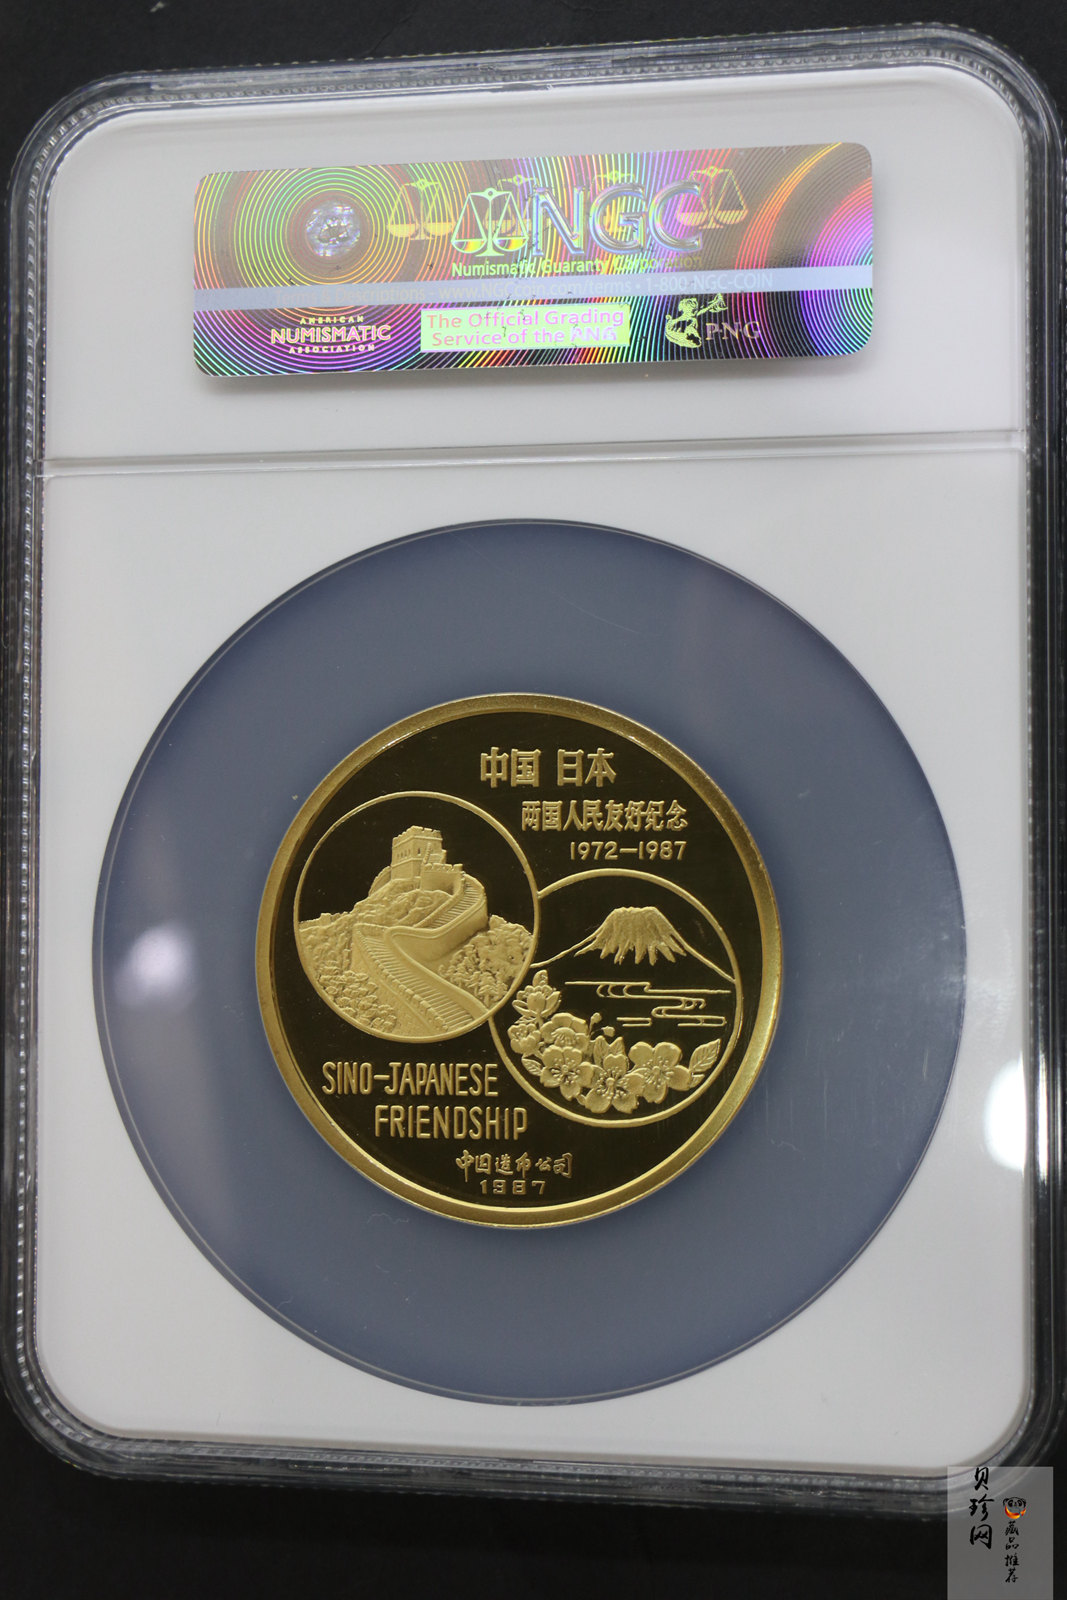 NGC
Numismatic Guaranty Corporation
www.NGCcoin.com/terms • 1-800-NGC-COIN
AMERICAN
NUMISMATIC
ASSOCIATION
The Official Grading
Service of the PNG
PNG
中国 日本
两国人民友好纪念
1972—1987
SINO-JAPANESE
FRIENDSHIP
中国造币公司
1987
贝珍网
藏品推荐